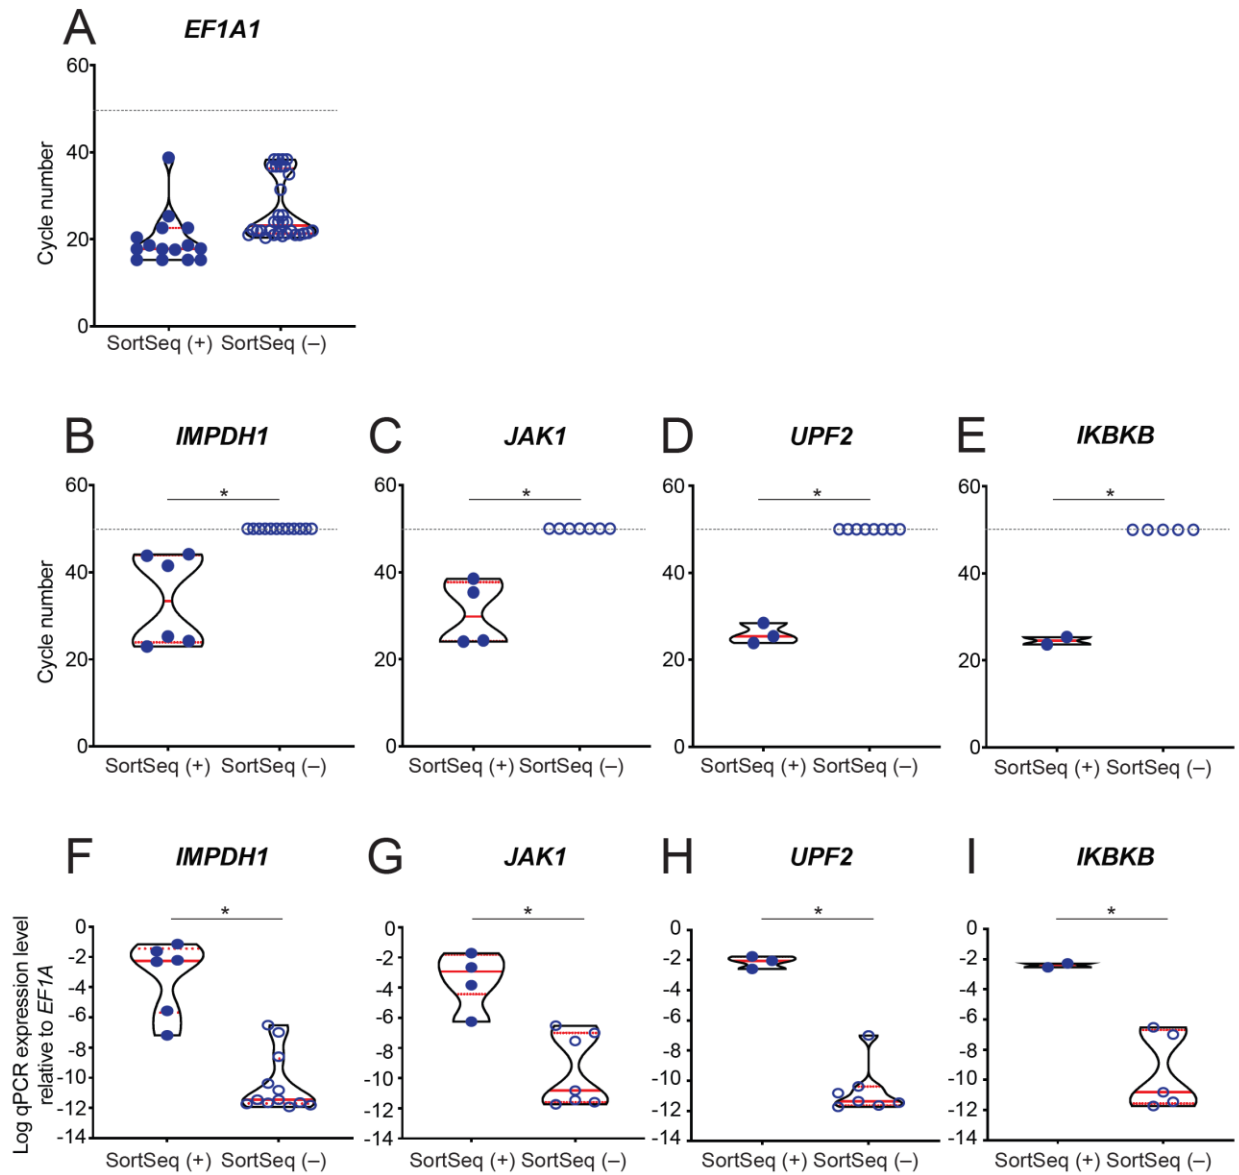 A EF1A1
60
40
20
0
Cycle number
SortSeq (+) SortSeq (–)
B IMPDH1 C JAK1 D UPF2 E IKBKB
* * * *
60 60 60 60
40 40 40 40
20 20 20 20
0 0 0 0
Cycle number
SortSeq (+) SortSeq (–) SortSeq (+) SortSeq (–) SortSeq (+) SortSeq (–) SortSeq (+) SortSeq (–)
F IMPDH1 G JAK1 H UPF2 I IKBKB
* * * *
0 0 0 0
-2 -2 -2 -2
-4 -4 -4 -4
-6 -6 -6 -6
-8 -8 -8 -8
-10 -10 -10 -10
-12 -12 -12 -12
-14 -14 -14 -14
Log qPCR expression level
relative to EF1A
SortSeq (+) SortSeq (–) SortSeq (+) SortSeq (–) SortSeq (+) SortSeq (–) SortSeq (+) SortSeq (–)